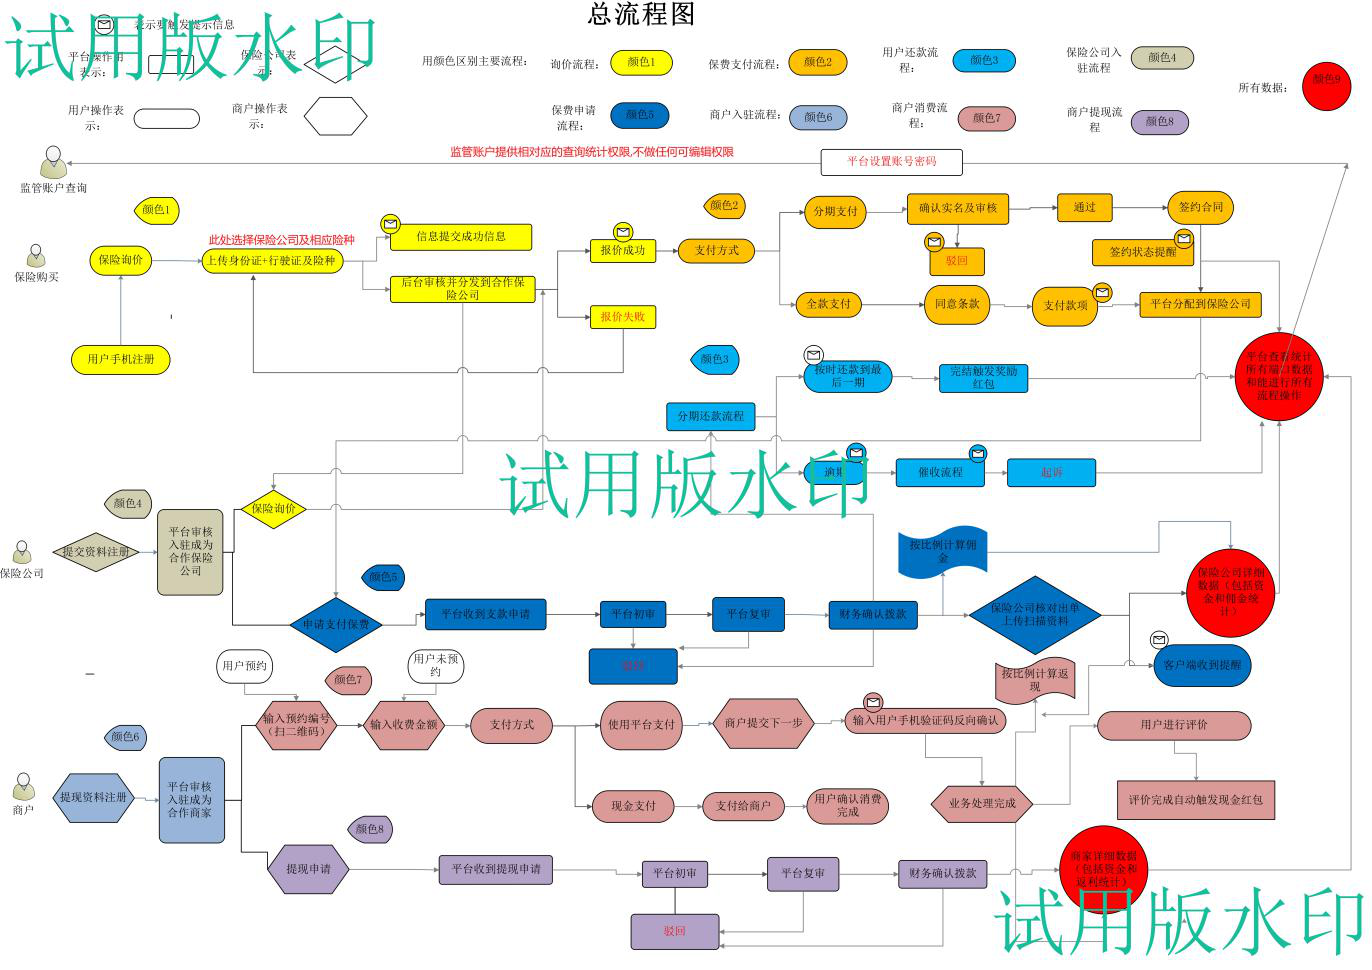 总流程图
试用版水印
表示要触发提示信息
平台操作用
表示：
保险公司表
示：
用户操作表
示：
商户操作表
示：
用颜色区别主要流程：
询价流程：
颜色1
保费支付流程：
颜色2
用户还款流
程：
颜色3
保险公司入
驻流程
颜色4
保费申请
流程：
颜色5
商户入驻流程：
颜色6
商户消费流
程：
颜色7
商户提现流
程
颜色8
所有数据：
颜色9
监管账户提供相对应的查询统计权限,不做任何可编辑权限
平台设置账号密码
监管账户查询
颜色1
颜色2
此处选择保险公司及相应险种
保险购买
保险询价
上传身份证+行驶证及险种
信息提交成功信息
后台审核并分发到合作保
险公司
报价成功
报价失败
用户手机注册
支付方式
分期支付
确认实名及审核
通过
签约合同
驳回
签约状态提醒
全款支付
同意条款
支付款项
平台分配到保险公司
颜色3
按时还款到最
后一期
完结触发奖励
红包
分期还款流程
逾期
催收流程
起诉
平台查看统计
所有端口数据
和能进行所有
流程操作
试用版水印
颜色4
保险公司
提交资料注册
平台审核
入驻成为
合作保险
公司
保险询价
颜色5
申请支付保费
平台收到支款申请
平台初审
平台复审
财务确认拨款
驳回
按比例计算佣
金
保险公司核对出单
上传扫描资料
保险公司详细
数据（包括资
金和佣金统
计）
客户端收到提醒
用户预约
用户未预
约
颜色7
按比例计算返
现
颜色6
输入预约编号
（扫二维码）
输入收费金额
支付方式
使用平台支付
商户提交下一步
输入用户手机验证码反向确认
用户进行评价
商户
提现资料注册
平台审核
入驻成为
合作商家
现金支付
支付给商户
用户确认消费
完成
业务处理完成
评价完成自动触发现金红包
颜色8
提现申请
平台收到提现申请
平台初审
平台复审
财务确认拨款
驳回
商家详细数据
（包括资金和
返利统计）
试用版水印